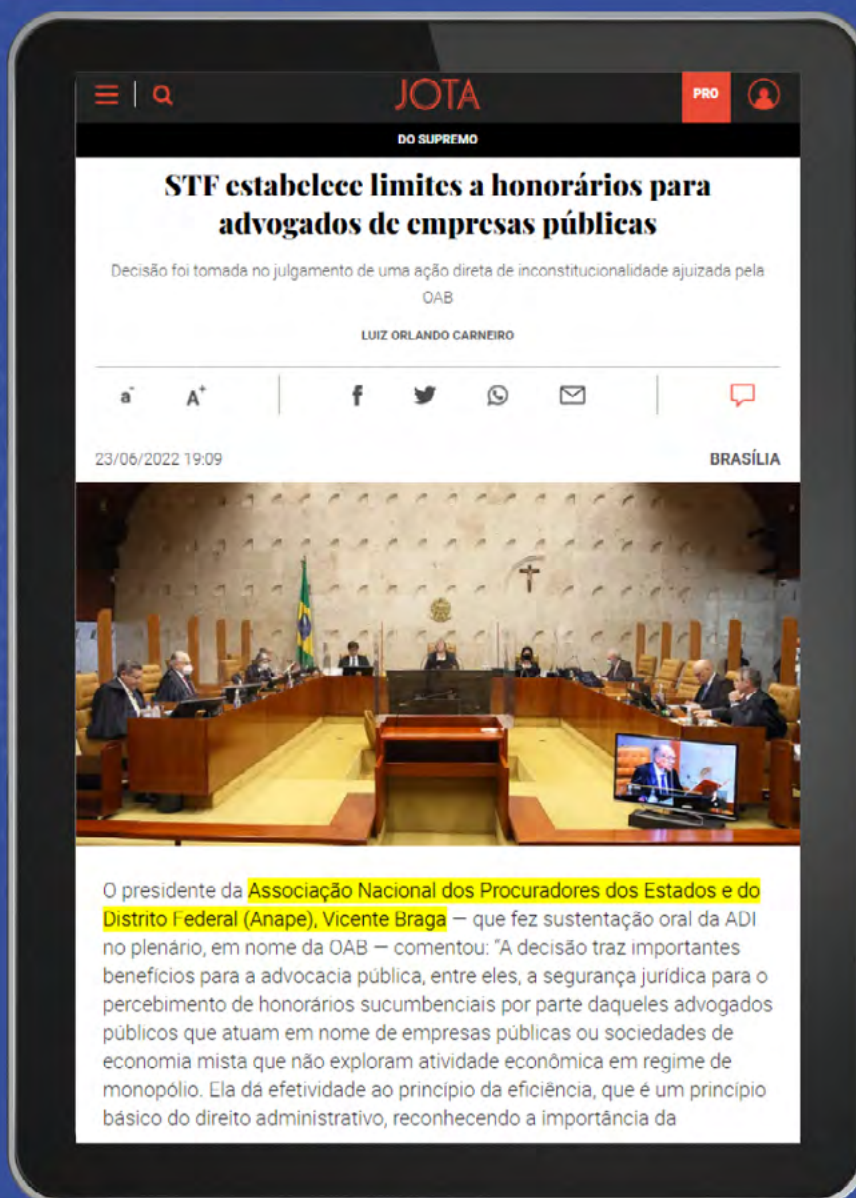 JOTA
PRO
DO SUPREMO
STF estabelece limites a honorários para
advogados de empresas públicas
Decisão foi tomada no julgamento de uma ação direta de inconstitucionalidade ajuizada pela
OAB
LUIZ ORLANDO CARNEIRO
a- A+
23/06/2022 19:09 BRASÍLIA
O presidente da Associação Nacional dos Procuradores dos Estados e do
Distrito Federal (Anape), Vicente Braga — que fez sustentação oral da ADI
no plenário, em nome da OAB — comentou: “A decisão traz importantes
benefícios para a advocacia pública, entre eles, a segurança jurídica para o
percebimento de honorários sucumbenciais por parte daqueles advogados
públicos que atuam em nome de empresas públicas ou sociedades de
economia mista que não exploram atividade econômica em regime de
monopólio. Ela dá efetividade ao princípio da eficiência, que é um princípio
básico do direito administrativo, reconhecendo a importância da